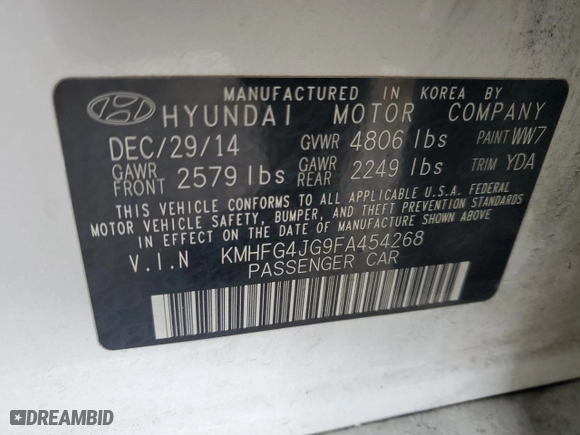 MANUFACTURED IN KOREA BY
HYUNDAI MOTOR COMPANY
DEC/29/14 GVWR 4806 lbs PAINT WW7
GAWR FRONT 2579 lbs GAWR REAR 2249 lbs TRIM YDA
THIS VEHICLE CONFORMS TO ALL APPLICABLE U.S.A. FEDERAL
MOTOR VEHICLE SAFETY, BUMPER, AND THEFT PREVENTION STANDARDS
IN EFFECT ON THE DATE OF MANUFACTURE SHOWN ABOVE.
V.I.N KMHFG4JG9FA454268
PASSENGER CAR
DREAMBID